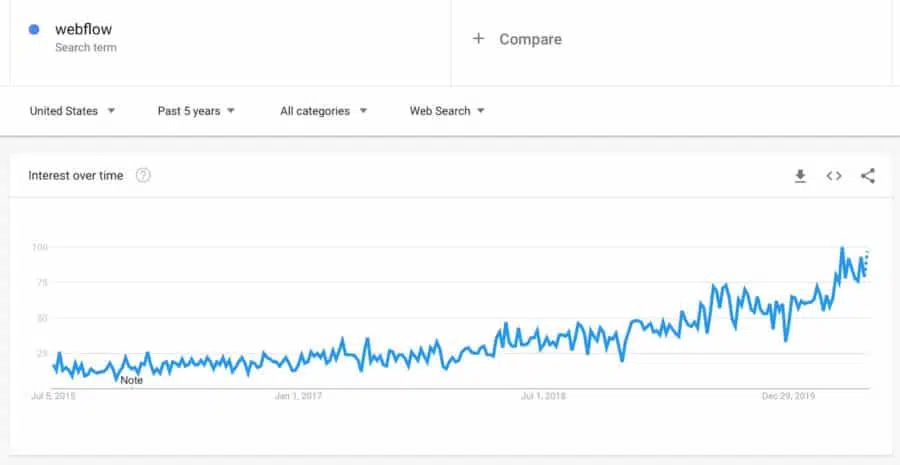 webflow
Search term
+ Compare
United States
Past 5 years
All categories
Web Search
Interest over time ?
100
75
50
25
Note
Jul 5, 2015 Jan 1, 2017 Jul 1, 2018 Dec 29, 2019